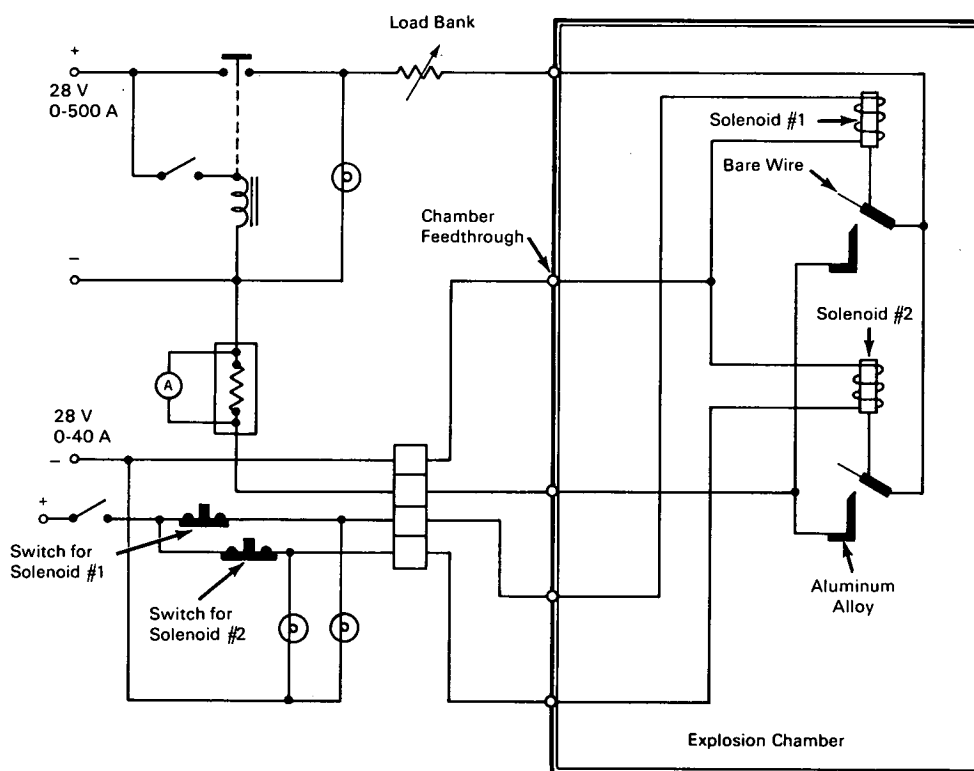 Load Bank
+
28 V
0-500 A
Solenoid #1
Bare Wire
Chamber
Feedthrough
−
Solenoid #2
A
28 V
0-40 A
−
+
Switch for
Solenoid #1
Switch for
Solenoid #2
Aluminum
Alloy
Explosion Chamber